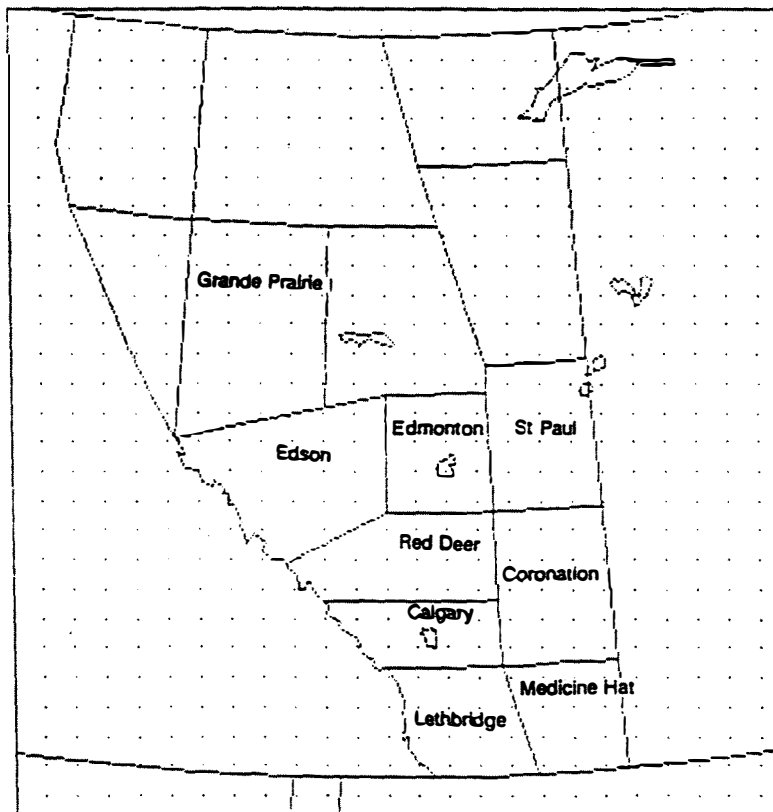 Grande Prairie
Edmonton
St Paul
Edson
Red Deer
Coronation
Calgary
Medicine Hat
Lethbridge